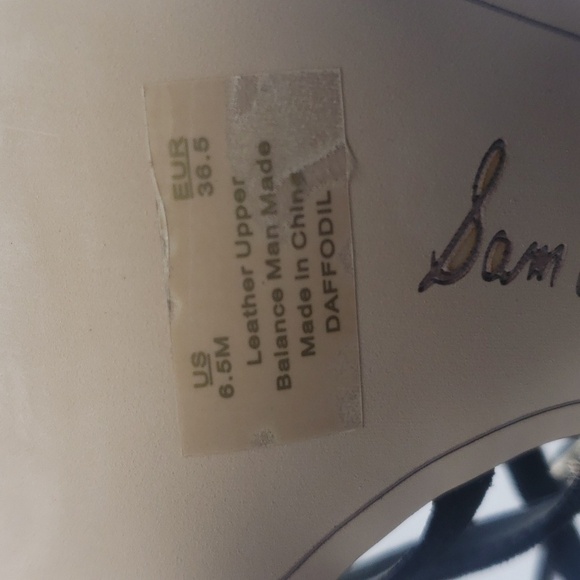 US EUR
6.5M 36.5
Leather Upper
Balance Man Made
Made In China
DAFFODIL
Sam